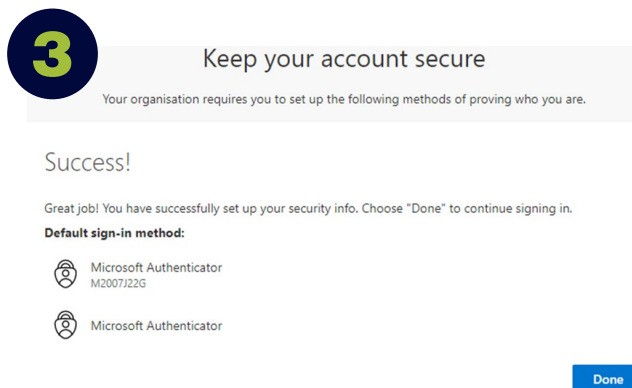 3
Keep your account secure
Your organisation requires you to set up the following methods of proving who you are.
Success!
Great job! You have successfully set up your security info. Choose "Done" to continue signing in.
Default sign-in method:
Microsoft Authenticator
M2007J22G
Microsoft Authenticator
Done